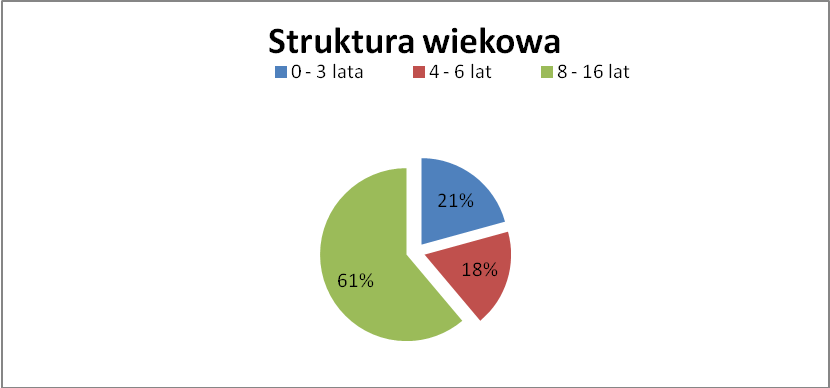 Struktura wiekowa
0 - 3 lata 4 - 6 lat 8 - 16 lat
21%
18%
61%